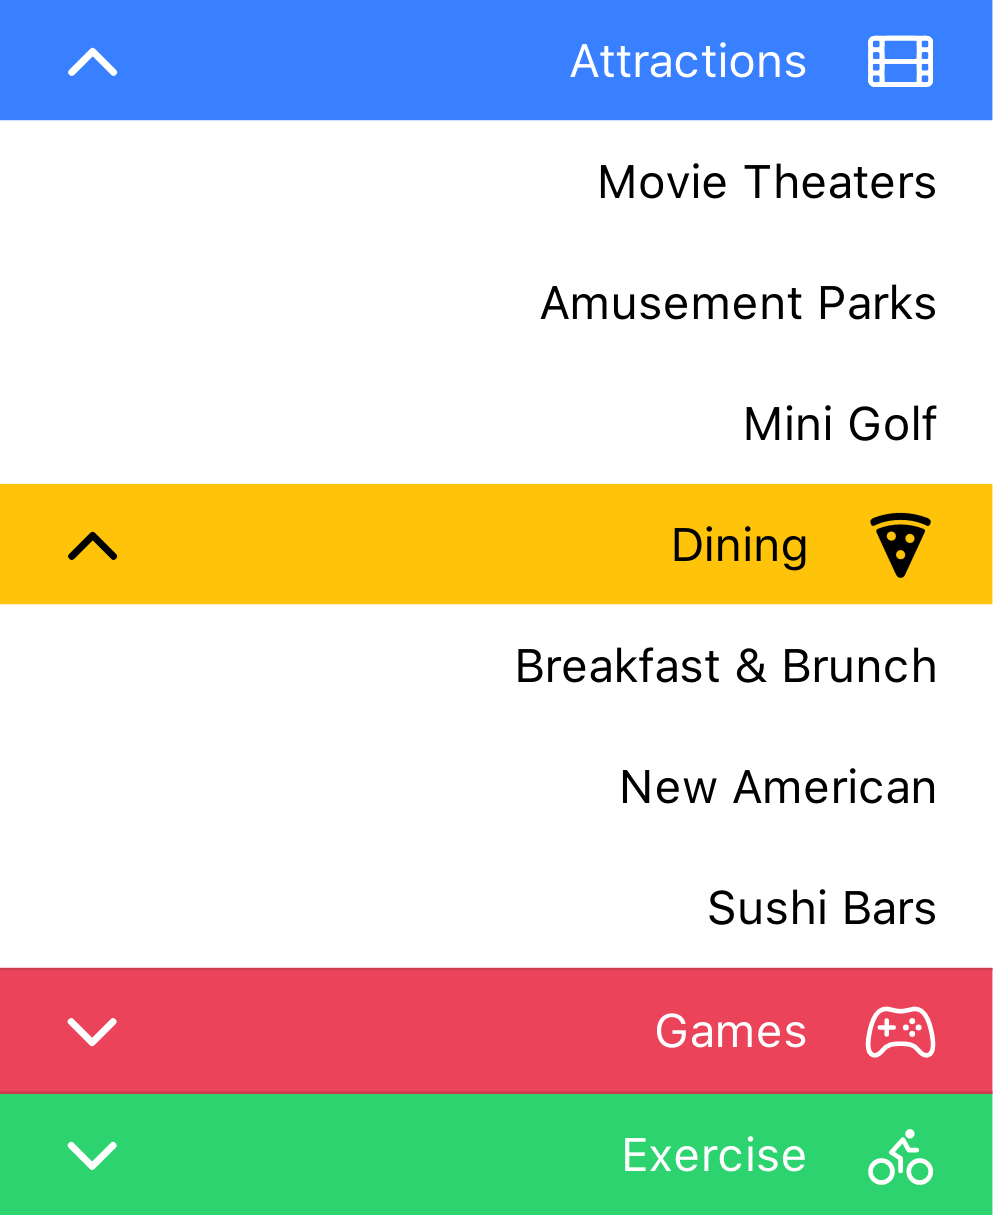 Attractions
Movie Theaters
Amusement Parks
Mini Golf
Dining
Breakfast & Brunch
New American
Sushi Bars
Games
Exercise